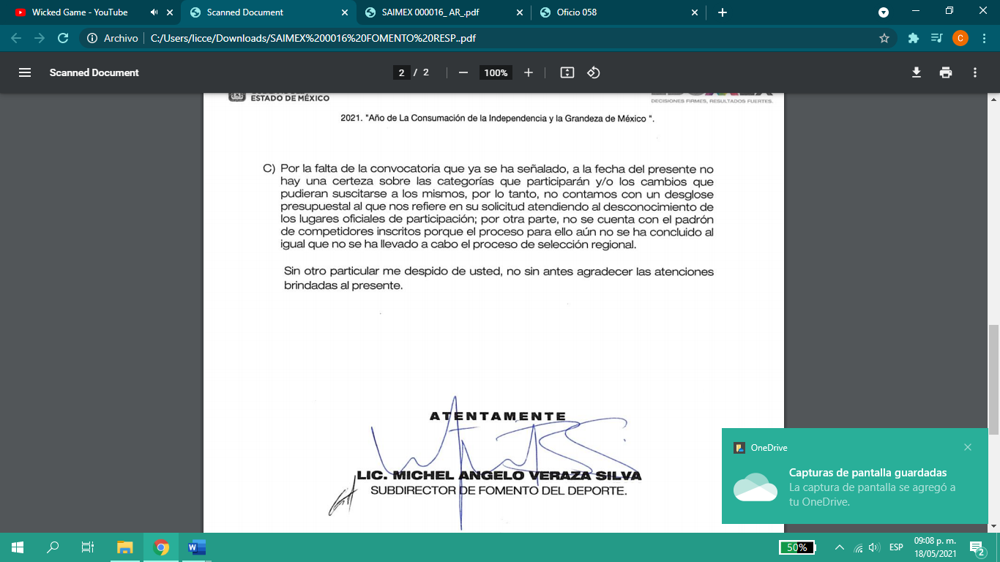 Wicked Game - YouTube
Scanned Document
SAIMEX 000016_ AR_.pdf
Oficio 058
Archivo
C:/Users/licce/Downloads/SAIMEX%200016%20FOMENTO%20RESP..pdf
C
Scanned Document
2 / 2
100%
ESTADO DE MÉXICO
DECISIONES FIRMES, RESULTADOS FUERTES.
2021. "Año de La Consumación de la Independencia y la Grandeza de México ".
C) Por la falta de la convocatoria que ya se ha señalado, a la fecha del presente no
hay una certeza sobre las categorías que participarán y/o los cambios que
pudieran suscitarse a los mismos, por lo tanto, no contamos con un desglose
presupuestal al que nos refiere en su solicitud atendiendo al desconocimiento de
los lugares oficiales de participación; por otra parte, no se cuenta con el padrón
de competidores inscritos porque el proceso para ello aún no se ha concluido al
igual que no se ha llevado a cabo el proceso de selección regional.
Sin otro particular me despido de usted, no sin antes agradecer las atenciones
brindadas al presente.
ATENTAMENTE
LIC. MICHEL ANGELO VERAZA SILVA
SUBDIRECTOR DE FOMENTO DEL DEPORTE.
OneDrive
Capturas de pantalla guardadas
La captura de pantalla se agregó a
tu OneDrive.
50%
ESP
09:08 p. m.
18/05/2021
2